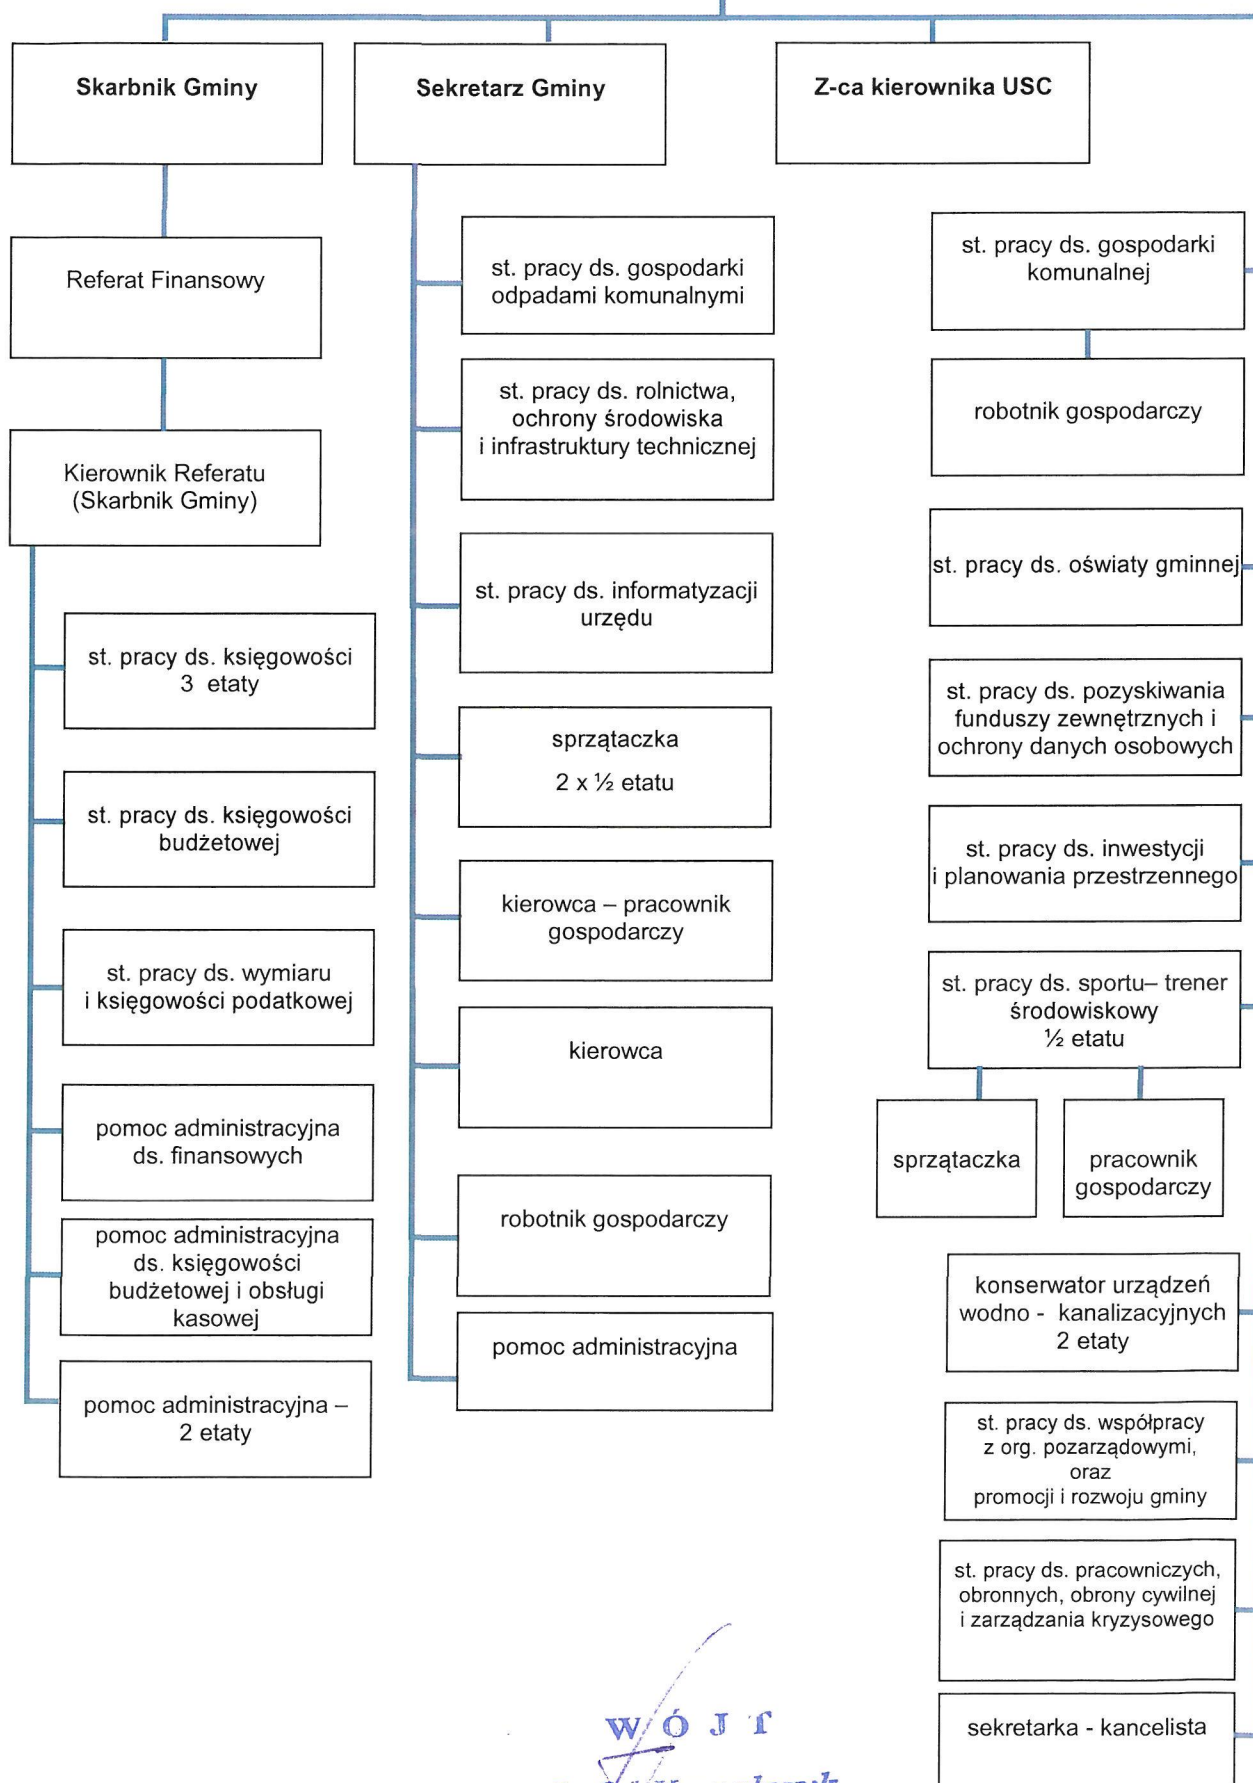 Skarbnik Gminy
Sekretarz Gminy
Z-ca kierownika USC
Referat Finansowy
Kierownik Referatu
(Skarbnik Gminy)
st. pracy ds. księgowości
3 etaty
st. pracy ds. księgowości
budżetowej
st. pracy ds. wymiaru
i księgowości podatkowej
pomoc administracyjna
ds. finansowych
pomoc administracyjna
ds. księgowości
budżetowej i obsługi
kasowej
pomoc administracyjna –
2 etaty
st. pracy ds. gospodarki
odpadami komunalnymi
st. pracy ds. rolnictwa,
ochrony środowiska
i infrastruktury technicznej
st. pracy ds. informatyzacji
urzędu
sprzątaczka
2 x ½ etatu
kierowca – pracownik
gospodarczy
kierowca
robotnik gospodarczy
pomoc administracyjna
st. pracy ds. gospodarki
komunalnej
robotnik gospodarczy
st. pracy ds. oświaty gminnej
st. pracy ds. pozyskiwania
funduszy zewnętrznych i
ochrony danych osobowych
st. pracy ds. inwestycji
i planowania przestrzennego
st. pracy ds. sportu– trener
środowiskowy
½ etatu
sprzątaczka
pracownik
gospodarczy
konserwator urządzeń
wodno - kanalizacyjnych
2 etaty
st. pracy ds. współpracy
z org. pozarządowymi,
oraz
promocji i rozwoju gminy
st. pracy ds. pracowniczych,
obronnych, obrony cywilnej
i zarządzania kryzysowego
sekretarka - kancelista
WÓJT